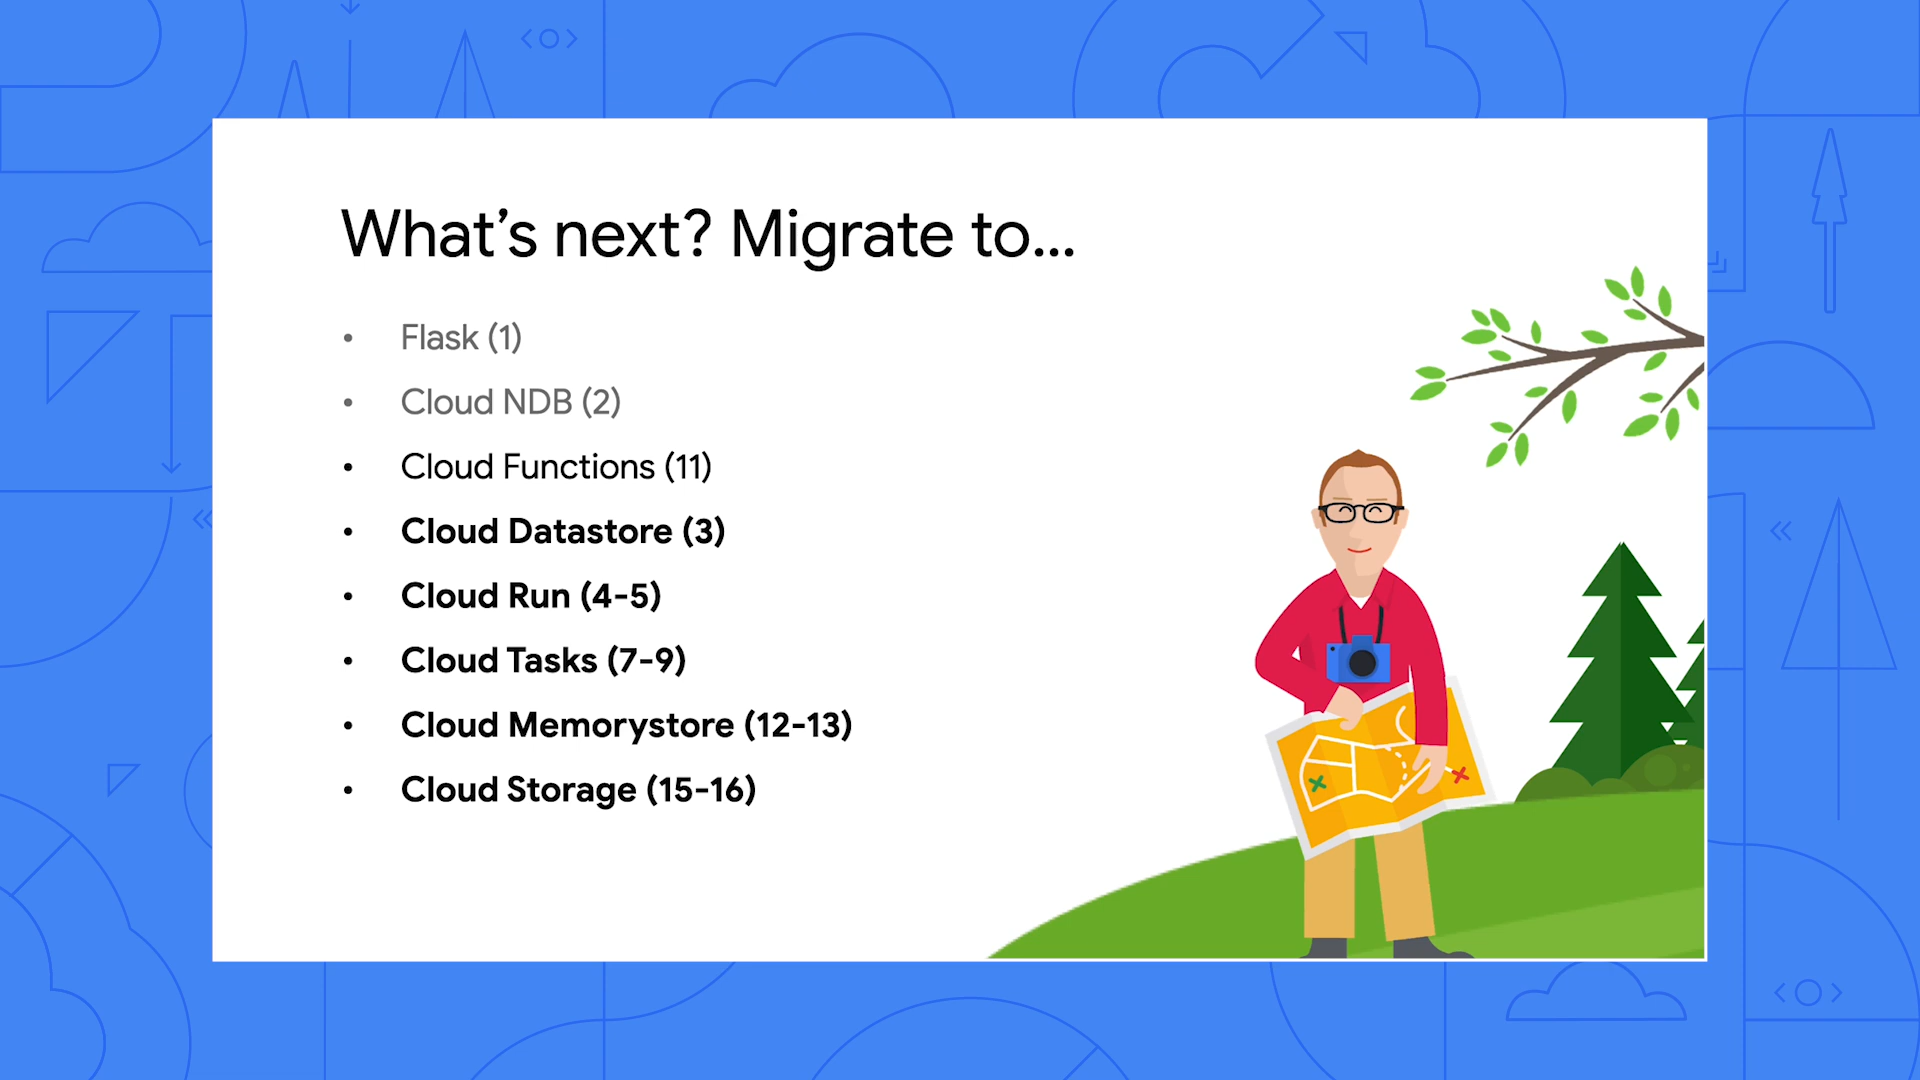 What's next? Migrate to...
• Flask (1)
• Cloud NDB (2)
• Cloud Functions (11)
• Cloud Datastore (3)
• Cloud Run (4-5)
• Cloud Tasks (7-9)
• Cloud Memorystore (12-13)
• Cloud Storage (15-16)